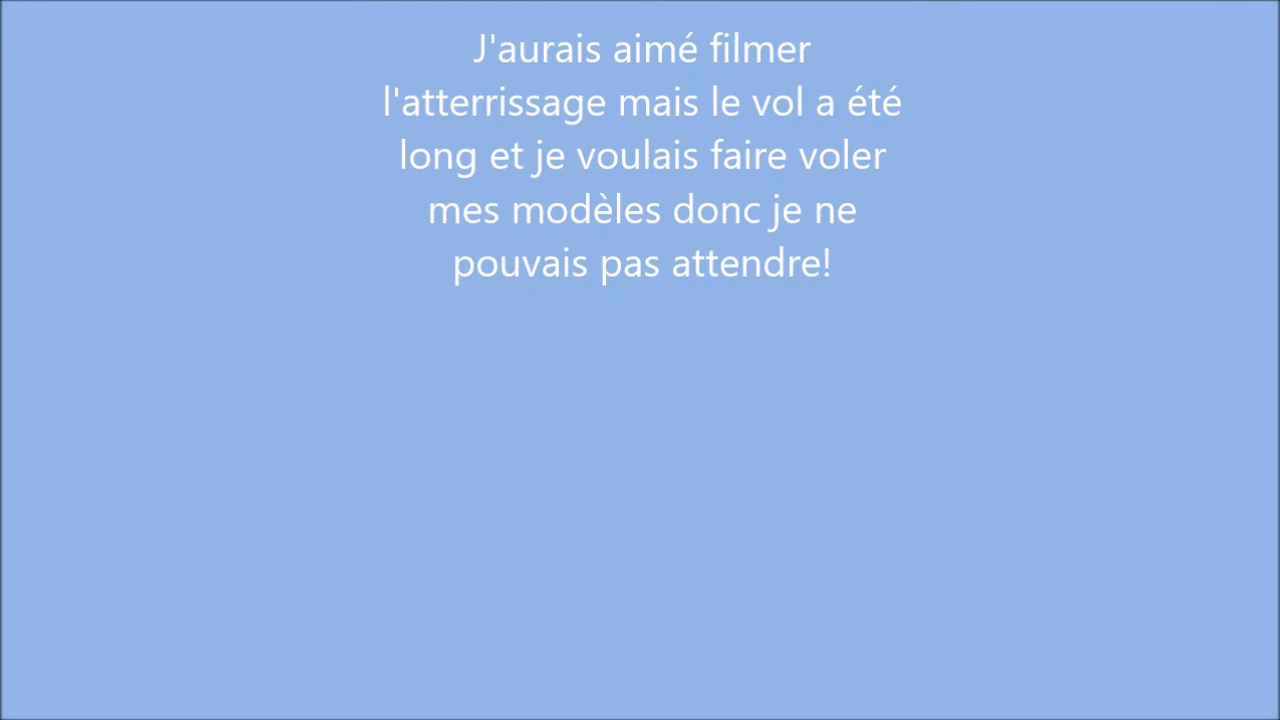 J'aurais aimé filmer
l'atterrissage mais le vol a été
long et je voulais faire voler
mes modèles donc je ne
pouvais pas attendre!